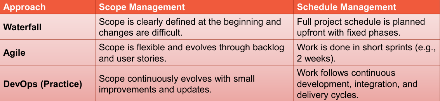 Approach Scope Management Schedule Management
Waterfall Scope is clearly defined at the beginning and Full project schedule is planned
changes are difficult. upfront with fixed phases.
Agile Scope is flexible and evolves through backlog Work is done in short sprints (e.g.,
and user stories. 2 weeks).
DevOps (Practice) Scope continuously evolves with small Work follows continuous
improvements and updates. development, integration, and
delivery cycles.